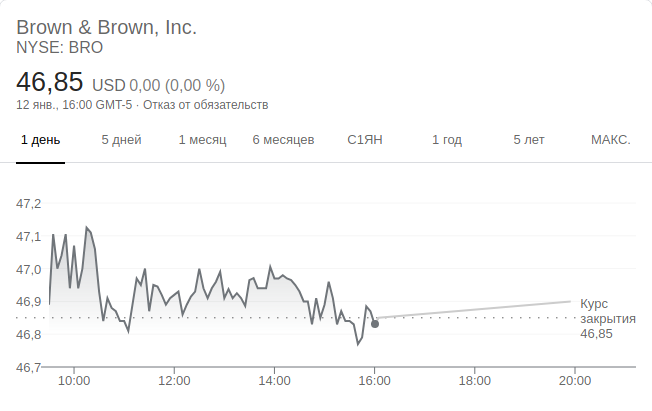 Brown & Brown, Inc.
NYSE: BRO
46,85 USD 0,00 (0,00 %)
12 янв., 16:00 GMT-5 · Отказ от обязательств
1 день 5 дней 1 месяц 6 месяцев С1ЯН 1 год 5 лет МАКС.
47,2
47,1
47,0
46,9
46,8
46,7
Курс
закрытия
46,85
10:00 12:00 14:00 16:00 18:00 20:00